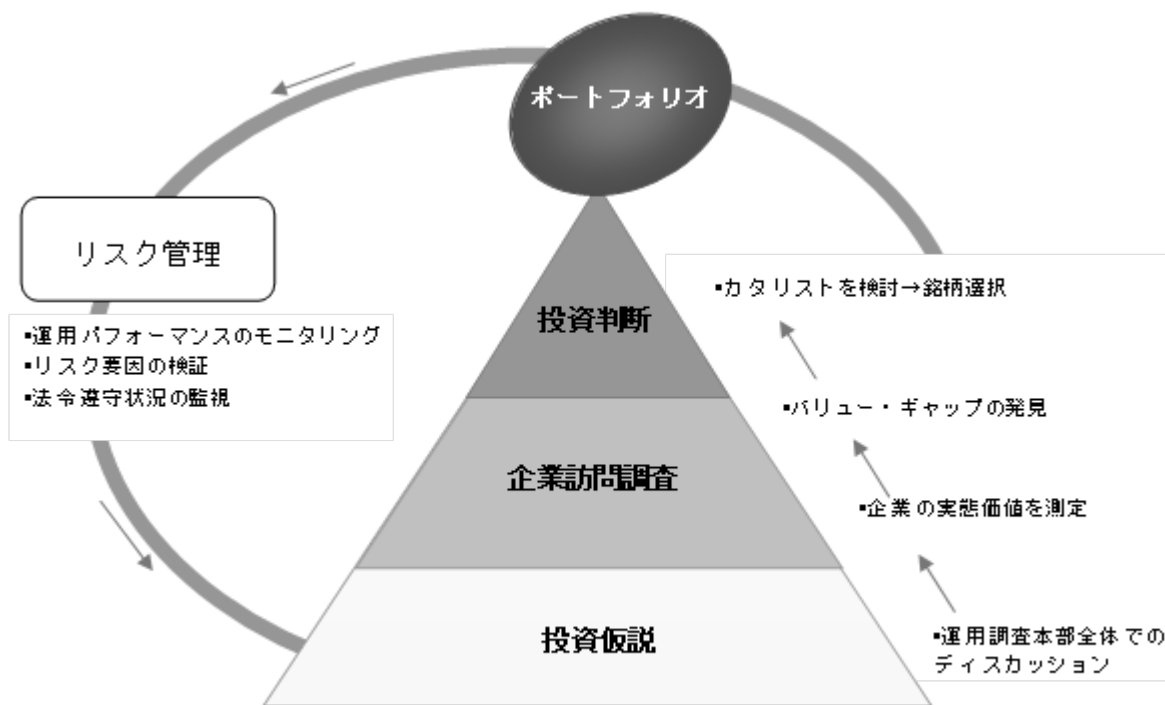 ポートフォリオ
リスク管理
▪運用パフォーマンスのモニタリング
▪リスク要因の検証
▪法令遵守状況の監視
投資判断
企業訪問調査
投資仮説
▪カタリストを検討→銘柄選択
▪バリュー・ギャップの発見
▪企業の実態価値を測定
▪運用調査本部全体での
ディスカッション